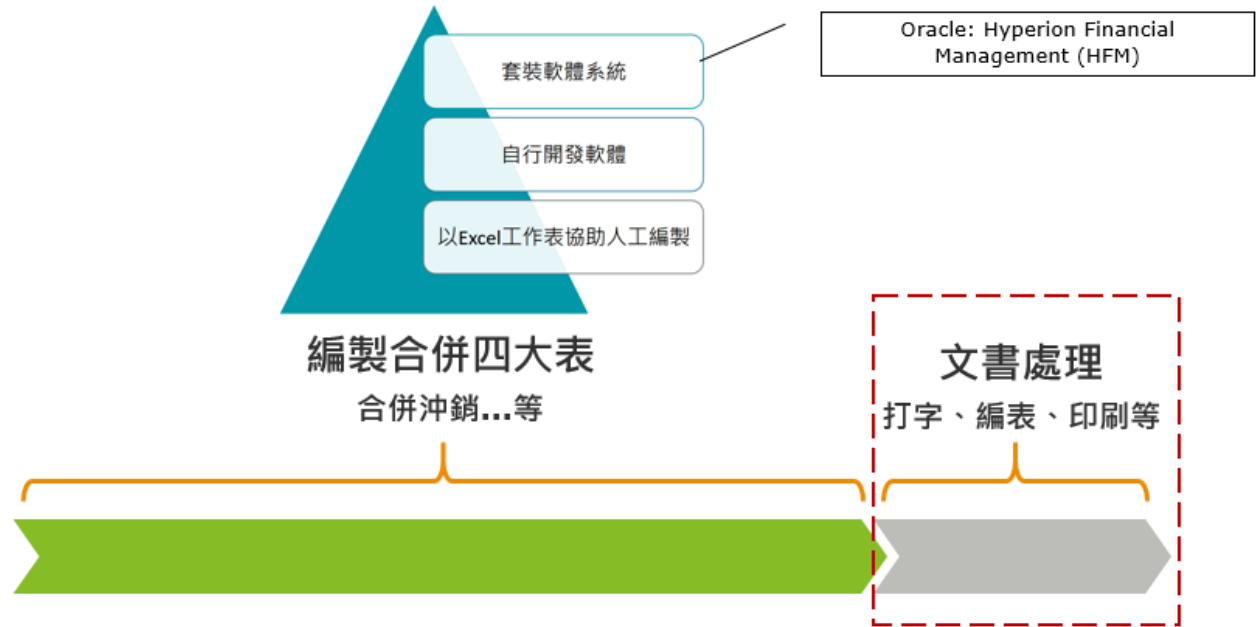 Oracle: Hyperion Financial
Management (HFM)
套裝軟體系統
自行開發軟體
以Excel工作表協助人工編製
編製合併四大表
合併沖銷...等
文書處理
打字、編表、印刷等